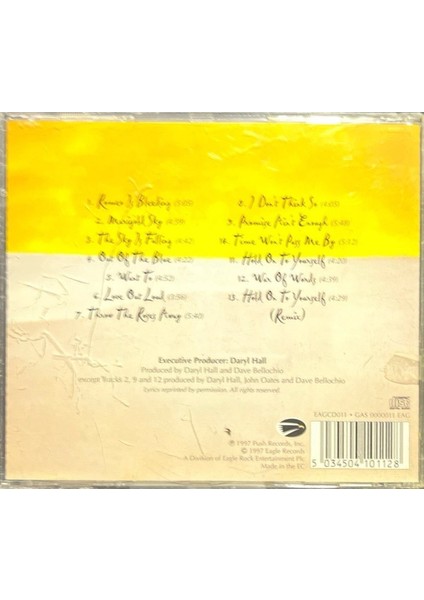 1. Romeo Is Bleeding
2. Marigold Sky (4:39)
3. The Sky Is Falling (4:42)
4. Out Of The Blue (4:22)
5. Want To (4:52)
6. Love Out Loud (3:56)
7. Throw The Roses Away (5:40)
I Don't Think So (4:05)
9. Promise Ain't Enough
10. Time Won't Pass Me By (5:12)
11. Hold On To Yourself (4:20)
12. War Of Words (4:39)
13. Hold On To Yourself (4:29)
(Remix)
Executive Producer: Daryl Hall
Produced by Daryl Hall and Dave Bellochio
except Tracks 2, 9 and 12 produced by Daryl Hall, John Oates and Dave Bellochio
Lyrics reprinted by permission. All rights reserved.
℗ 1997 Push Records, Inc.
© 1997 Eagle Records
A Division of Eagle Rock Entertainment Plc
Made in the EC
EAGCD011 • GAS 0000011 EAG
5 034504 101128